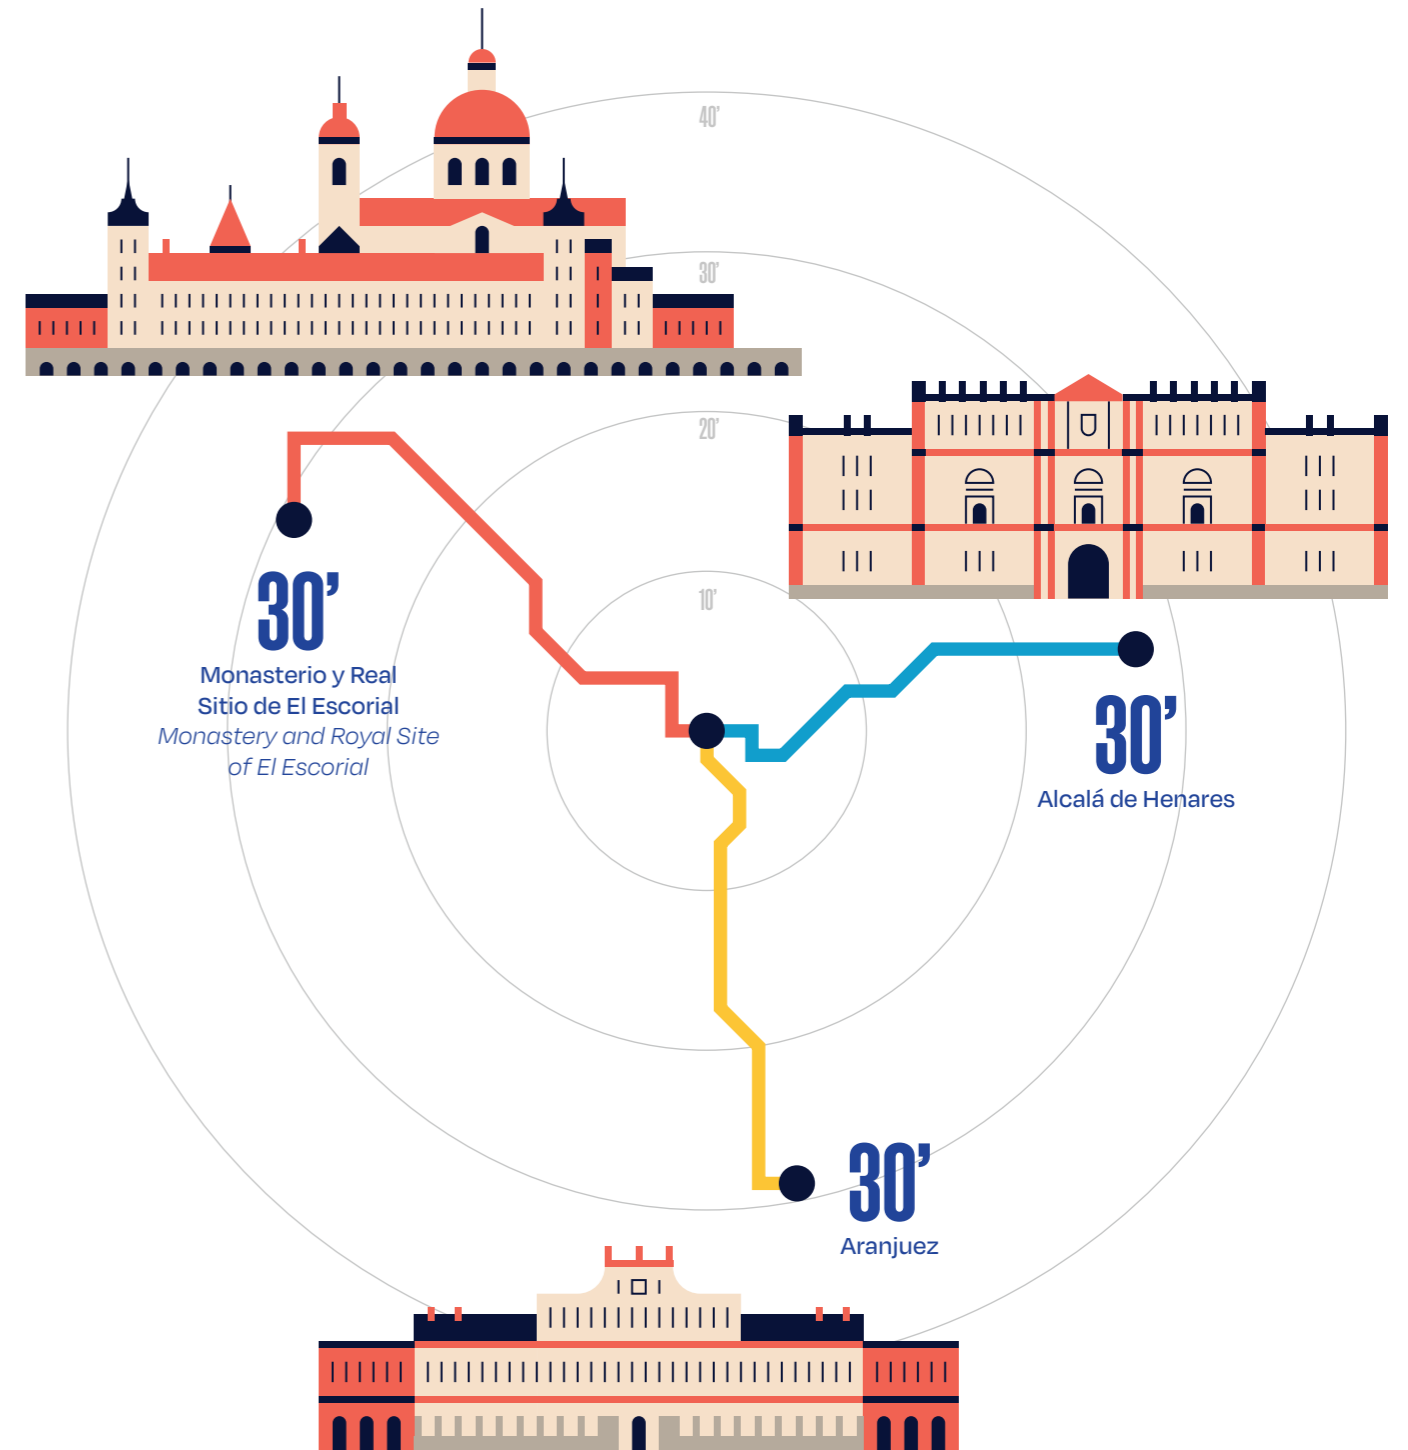 40’
30’
20’
10’
30’
Monasterio y Real
Sitio de El Escorial
Monastery and Royal Site
of El Escorial
30’
Alcalá de Henares
30’
Aranjuez